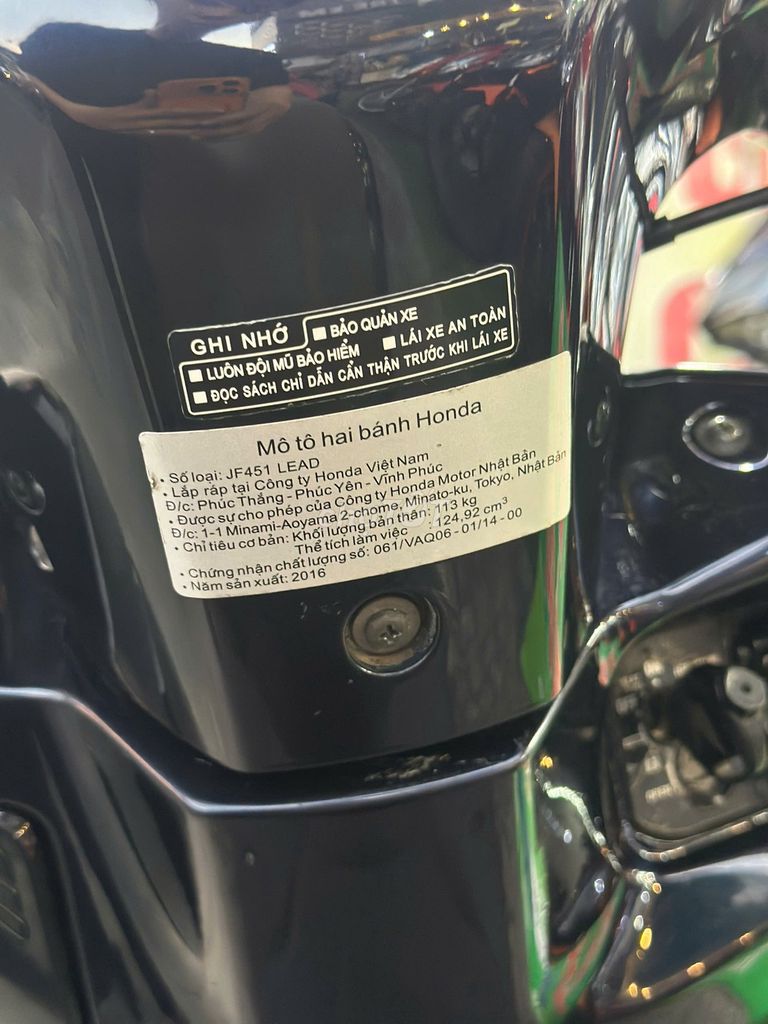 GHI NHỚ ■ BẢO QUẢN XE
■ LUÔN ĐỘI MŨ BẢO HIỂM ■ LÁI XE AN TOÀN
■ ĐỌC SÁCH CHỈ DẪN CẨN THẬN TRƯỚC KHI LÁI XE
Mô tô hai bánh Honda
• Số loại: JF451 LEAD
• Lắp ráp tại Công ty Honda Việt Nam
Đ/c: Phúc Thắng - Phúc Yên - Vĩnh Phúc
• Được sự cho phép của Công ty Honda Motor Nhật Bản
Đ/c: 1-1 Minami-Aoyama 2-chome, Minato-ku, Tokyo, Nhật Bản
• Chỉ tiêu cơ bản: Khối lượng bản thân: 113 kg
Thể tích làm việc : 124,92 cm³
• Chứng nhận chất lượng số: 061/VAQ06 - 01/14 - 00
• Năm sản xuất: 2016